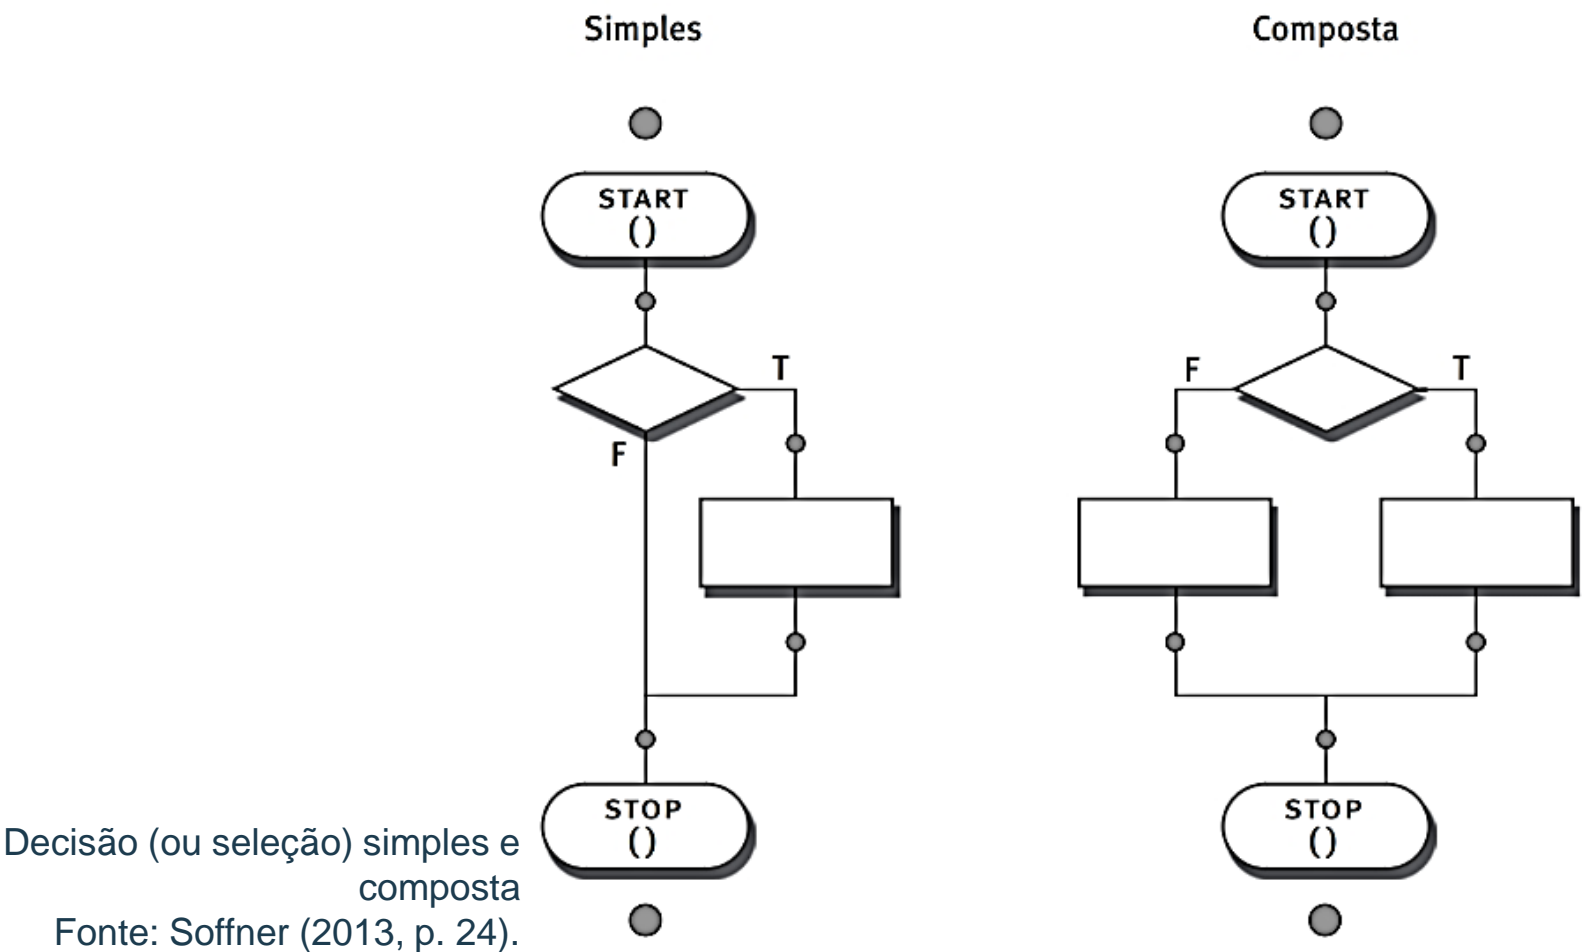 Simples
START
()
T
F
STOP
()
Composta
START
()
F
T
STOP
()
Decisão (ou seleção) simples e
composta
Fonte: Soffner (2013, p. 24).